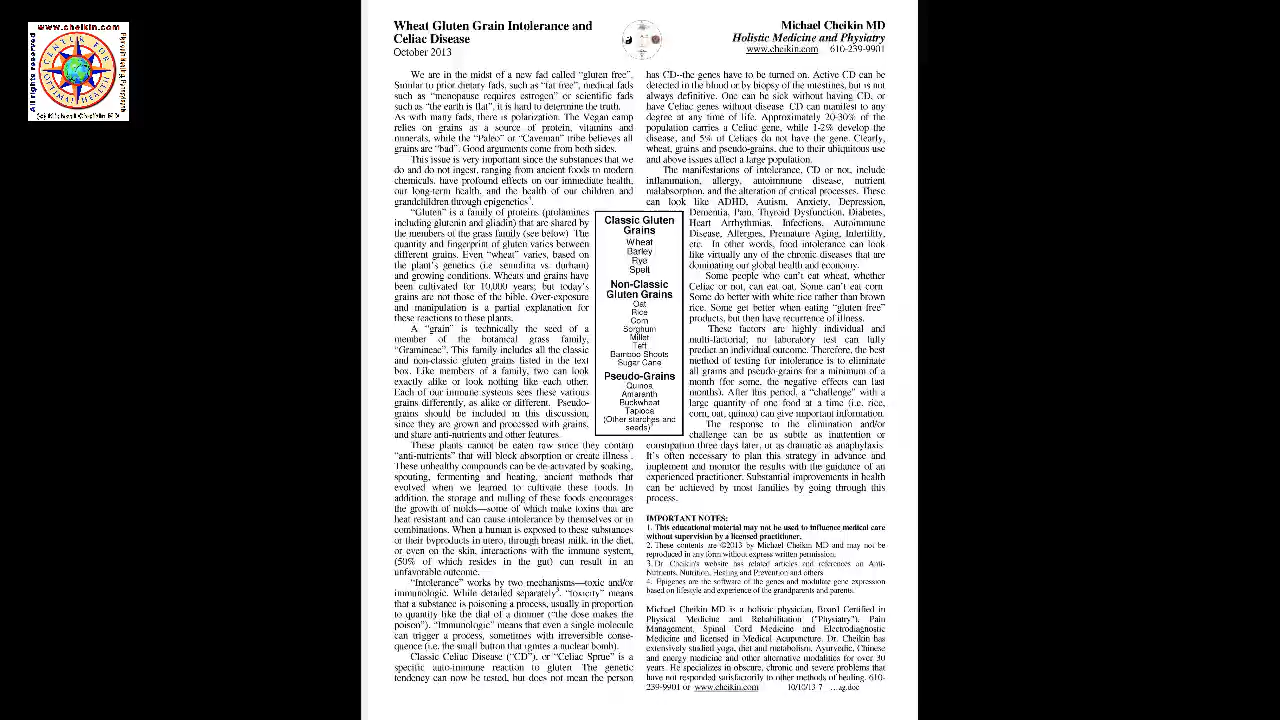 www.cheikin.com
All rights reserved
CENTER FOR
OPTIMAL HEALTH
(c) Michael Cheikin MD
Wheat Gluten Grain Intolerance and
Celiac Disease
October 2013
Michael Cheikin MD
Holistic Medicine and Physiatry
www.cheikin.com 610-239-9901
We are in the midst of a new fad called “gluten free”.
Similar to prior dietary fads, such as “fat free”, medical fads
such as “menopause requires estrogen” or scientific fads
such as “the earth is flat”, it is hard to determine the truth.
As with many fads, there is polarization. The Vegan camp
relies on grains as a source of protein, vitamins and
minerals, while the “Paleo” or “Caveman” tribe believes all
grains are “bad”. Good arguments come from both sides.
This issue is very important since the substances that we
do and do not ingest, ranging from ancient foods to modern
chemicals, have profound effects on our immediate health,
our long-term health, and the health of our children and
grandchildren through epigenetics4.
“Gluten” is a family of proteins (prolamines
including glutenin and gliadin) that are shared by
the members of the grass family (see below) The
quantity and fingerprint of gluten varies between
different grains. Even “wheat” varies, based on
the plant’s genetics (i.e. semolina vs. durham)
and growing conditions. Wheats and grains have
been cultivated for 10,000 years; but today’s
grains are not those of the bible. Over-exposure
and manipulation is a partial explanation for
these reactions to these plants.
A “grain” is technically the seed of a
member of the botanical grass family,
“Gramineae”. This family includes all the classic
and non-classic gluten grains listed in the text
box. Like members of a family, two can look
exactly alike or look nothing like each other.
Each of our immune systems sees these various
grains differently, as alike or different. Pseudo-
grains should be included in this discussion,
since they are grown and processed with grains,
and share anti-nutrients and other features.
These plants cannot be eaten raw since they contain
“anti-nutrients” that will block absorption or create illness3.
These unhealthy compounds can be de-activated by soaking,
spouting, fermenting and heating, ancient methods that
evolved when we learned to cultivate these foods. In
addition, the storage and milling of these foods encourages
the growth of molds—some of which make toxins that are
heat resistant and can cause intolerance by themselves or in
combinations. When a human is exposed to these substances
or their byproducts in utero, through breast milk, in the diet,
or even on the skin, interactions with the immune system,
(50% of which resides in the gut) can result in an
unfavorable outcome.
“Intolerance” works by two mechanisms—toxic and/or
immunologic. While detailed separately3, “toxicity” means
that a substance is poisoning a process, usually in proportion
to quantity like the dial of a dimmer (“the dose makes the
poison”). “Immunologic” means that even a single molecule
can trigger a process, sometimes with irreversible conse-
quence (i.e. the small button that ignites a nuclear bomb).
Classic Celiac Disease (“CD”), or “Celiac Sprue” is a
specific auto-immune reaction to gluten. The genetic
tendency can now be tested, but does not mean the person
Classic Gluten
Grains
Wheat
Barley
Rye
Spelt
Non-Classic
Gluten Grains
Oat
Rice
Corn
Sorghum
Millet
Teff
Bamboo Shoots
Sugar Cane
Pseudo-Grains
Quinoa
Amaranth
Buckwheat
Tapioca
(Other starches and
seeds)3
has CD--the genes have to be turned on. Active CD can be
detected in the blood or by biopsy of the intestines, but is not
always definitive. One can be sick without having CD, or
have Celiac genes without disease. CD can manifest to any
degree at any time of life. Approximately 20-30% of the
population carries a Celiac gene, while 1-2% develop the
disease, and 5% of Celiacs do not have the gene. Clearly,
wheat, grains and pseudo-grains, due to their ubiquitous use
and above issues affect a large population.
The manifestations of intolerance, CD or not, include
inflammation, allergy, autoimmune disease, nutrient
malabsorption, and the alteration of critical processes. These
can look like ADHD, Autism, Anxiety, Depression,
Dementia, Pain, Thyroid Dysfunction, Diabetes,
Heart Arrhythmias, Infections, Autoimmune
Disease, Allergies, Premature Aging, Infertility,
etc. In other words, food intolerance can look
like virtually any of the chronic diseases that are
dominating our global health and economy.
Some people who can’t eat wheat, whether
Celiac or not, can eat oat. Some can’t eat corn.
Some do better with white rice rather than brown
rice. Some get better when eating “gluten free”
products, but then have recurrence of illness.
These factors are highly individual and
multi-factorial; no laboratory test can fully
predict an individual outcome. Therefore, the best
method of testing for intolerance is to eliminate
all grains and pseudo-grains for a minimum of a
month (for some, the negative effects can last
months). After this period, a “challenge” with a
large quantity of one food at a time (i.e. rice,
corn, oat, quinoa) can give important information.
The response to the elimination and/or
challenge can be as subtle as inattention or
constipation three days later, or as dramatic as anaphylaxis.
It’s often necessary to plan this strategy in advance and
implement and monitor the results with the guidance of an
experienced practitioner. Substantial improvements in health
can be achieved by most families by going through this
process.
IMPORTANT NOTES:
1. This educational material may not be used to influence medical care
without supervision by a licensed practitioner.
2. These contents are ©2013 by Michael Cheikin MD and may not be
reproduced in any form without express written permission.
3. Dr. Cheikin's website has related articles and references on Anti-
Nutrients, Nutrition, Healing and Prevention and others
4. Epigenes are the software of the genes and modulate gene expression
based on lifestyle and experience of the grandparents and parents.
Michael Cheikin MD is a holistic physician, Board Certified in
Physical Medicine and Rehabilitation ("Physiatry"), Pain
Management, Spinal Cord Medicine and Electrodiagnostic
Medicine and licensed in Medical Acupuncture. Dr. Cheikin has
extensively studied yoga, diet and metabolism, Ayurvedic, Chinese
and energy medicine and other alternative modalities for over 30
years. He specializes in obscure, chronic and severe problems that
have not responded satisfactorily to other methods of healing. 610-
239-9901 or www.cheikin.com 10/10/13 7 ...ag.doc